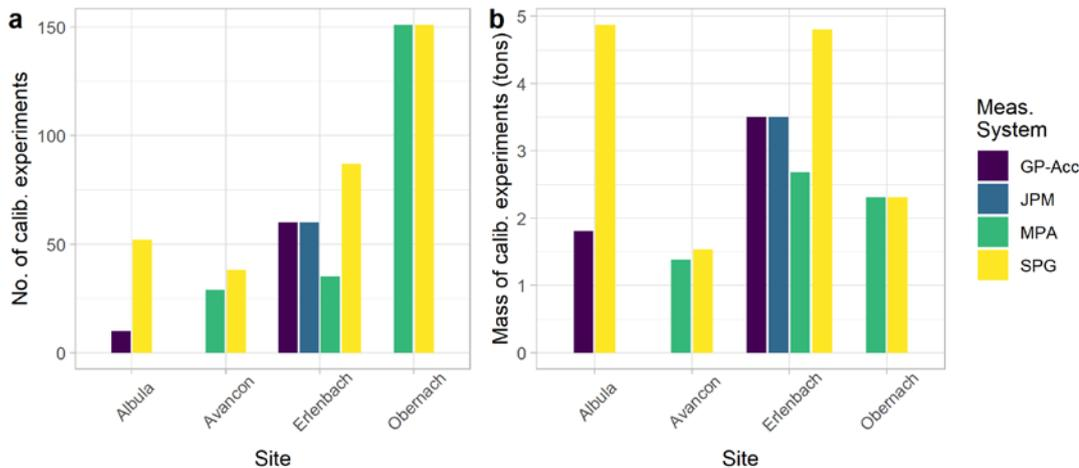 a
No. of calib. experiments
150
100
50
0
Albula
Avancon
Erlenbach
Obernach
Site
b
Mass of calib. experiments (tons)
5
4
3
2
1
0
Albula
Avancon
Erlenbach
Obernach
Site
Meas.
System
GP-Acc
JPM
MPA
SPG